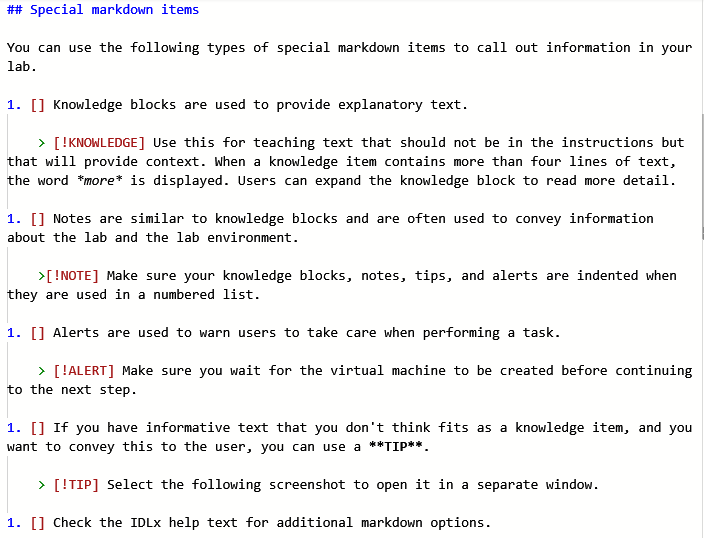 ## Special markdown items
You can use the following types of special markdown items to call out information in your
lab.
1. [] Knowledge blocks are used to provide explanatory text.
> [!KNOWLEDGE] Use this for teaching text that should not be in the instructions but
that will provide context. When a knowledge item contains more than four lines of text,
the word *more* is displayed. Users can expand the knowledge block to read more detail.
1. [] Notes are similar to knowledge blocks and are often used to convey information
about the lab and the lab environment.
>[!NOTE] Make sure your knowledge blocks, notes, tips, and alerts are indented when
they are used in a numbered list.
1. [] Alerts are used to warn users to take care when performing a task.
> [!ALERT] Make sure you wait for the virtual machine to be created before continuing
to the next step.
1. [] If you have informative text that you don't think fits as a knowledge item, and you
want to convey this to the user, you can use a **TIP**.
> [!TIP] Select the following screenshot to open it in a separate window.
1. [] Check the IDLx help text for additional markdown options.